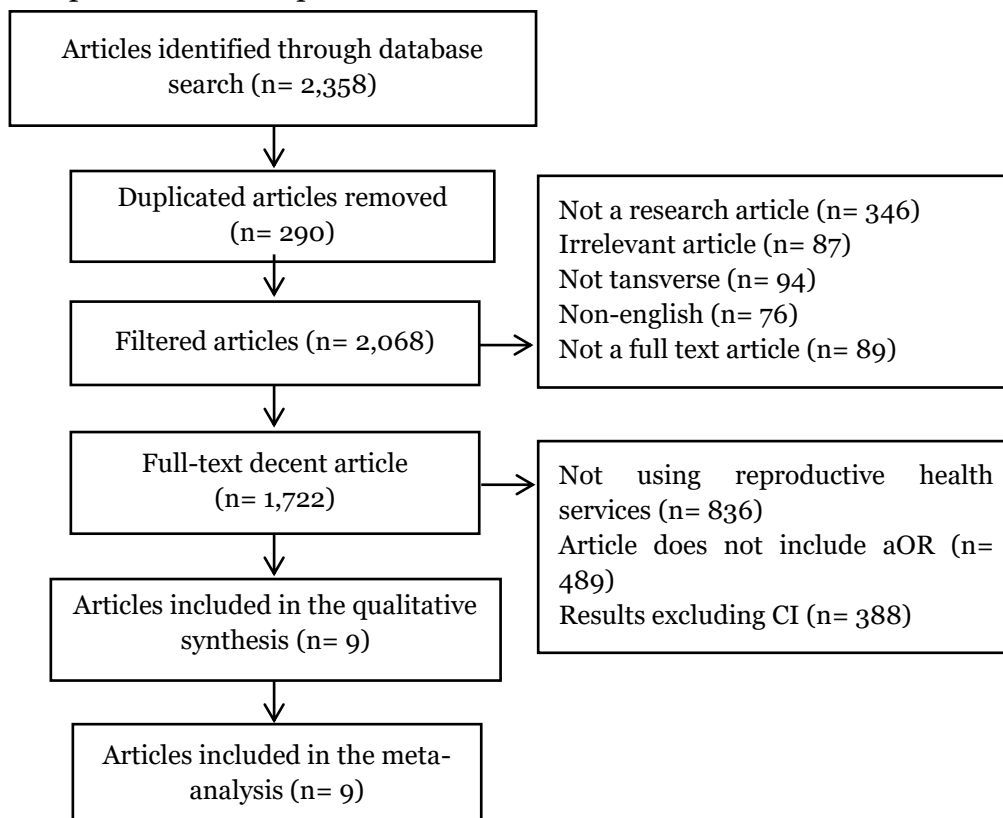 Articles identified through database
search (n= 2,358)
Duplicated articles removed
(n= 290)
Not a research article (n= 346)
Irrelevant article (n= 87)
Not tansverse (n= 94)
Non-english (n= 76)
Not a full text article (n= 89)
Filtered articles (n= 2,068)
Full-text decent article
(n= 1,722)
Not using reproductive health
services (n= 836)
Article does not include aOR (n=
489)
Results excluding CI (n= 388)
Articles included in the qualitative
synthesis (n= 9)
Articles included in the meta-
analysis (n= 9)